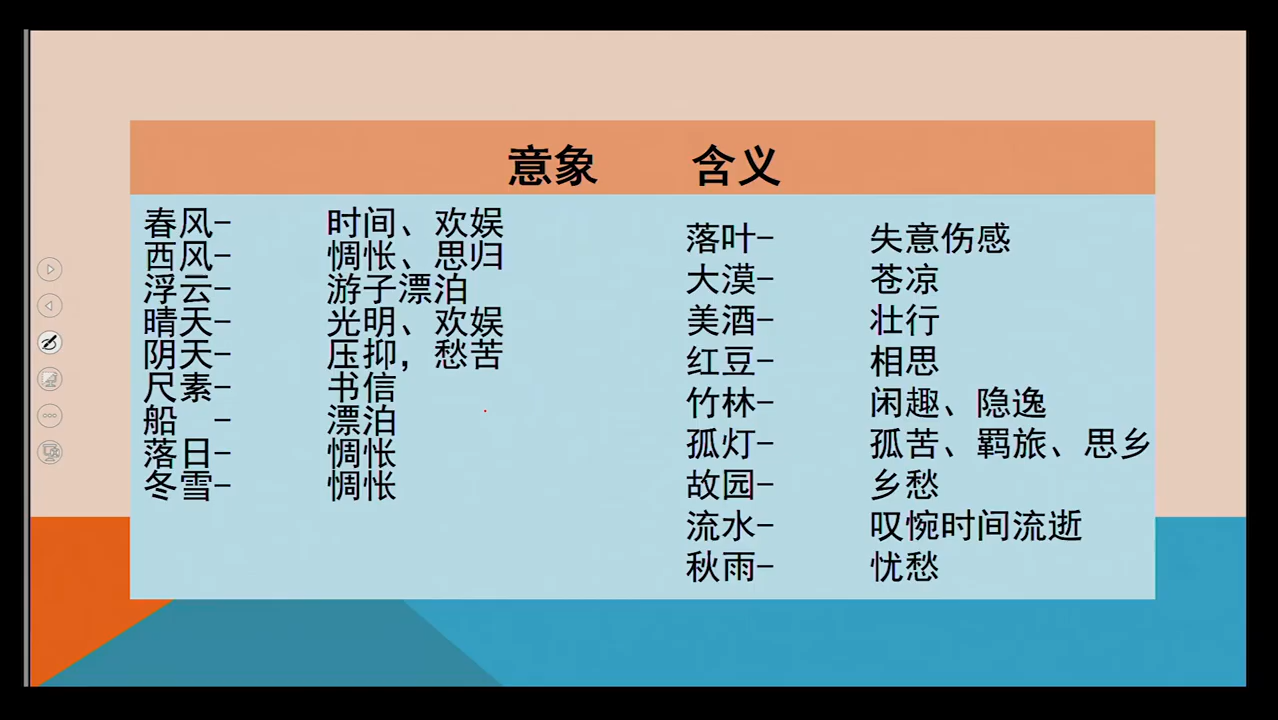 意象 含义
春风- 时间、欢娱
西风- 惆怅、思归
浮云- 游子漂泊
晴天- 光明、欢娱
阴天- 压抑，愁苦
尺素- 书信
船 - 漂泊
落日- 惆怅
冬雪- 惆怅
落叶- 失意伤感
大漠- 苍凉
美酒- 壮行
红豆- 相思
竹林- 闲趣、隐逸
孤灯- 孤苦、羁旅、思乡
故园- 乡愁
流水- 叹惋时间流逝
秋雨- 忧愁